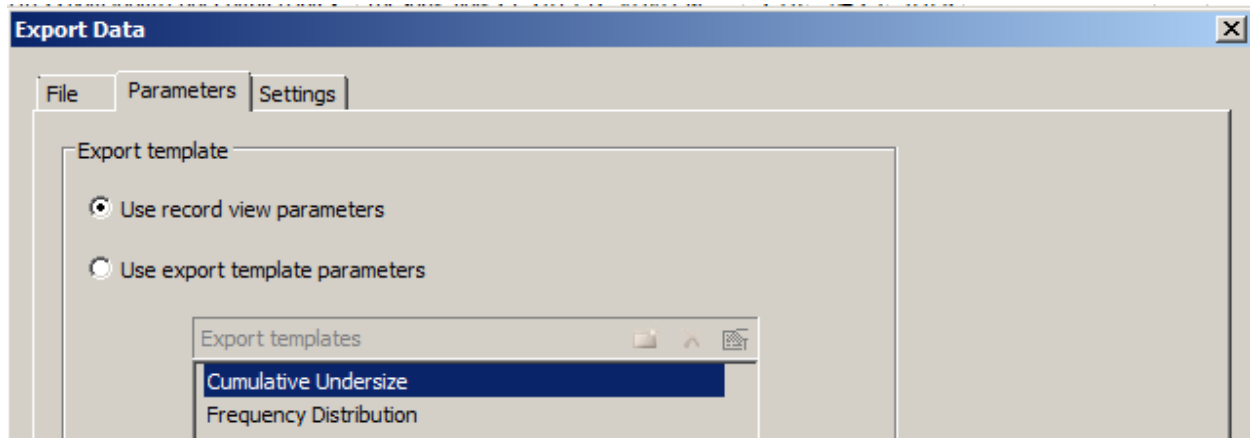 Export Data
File Parameters Settings
Export template
Use record view parameters
Use export template parameters
Export templates
Cumulative Undersize
Frequency Distribution